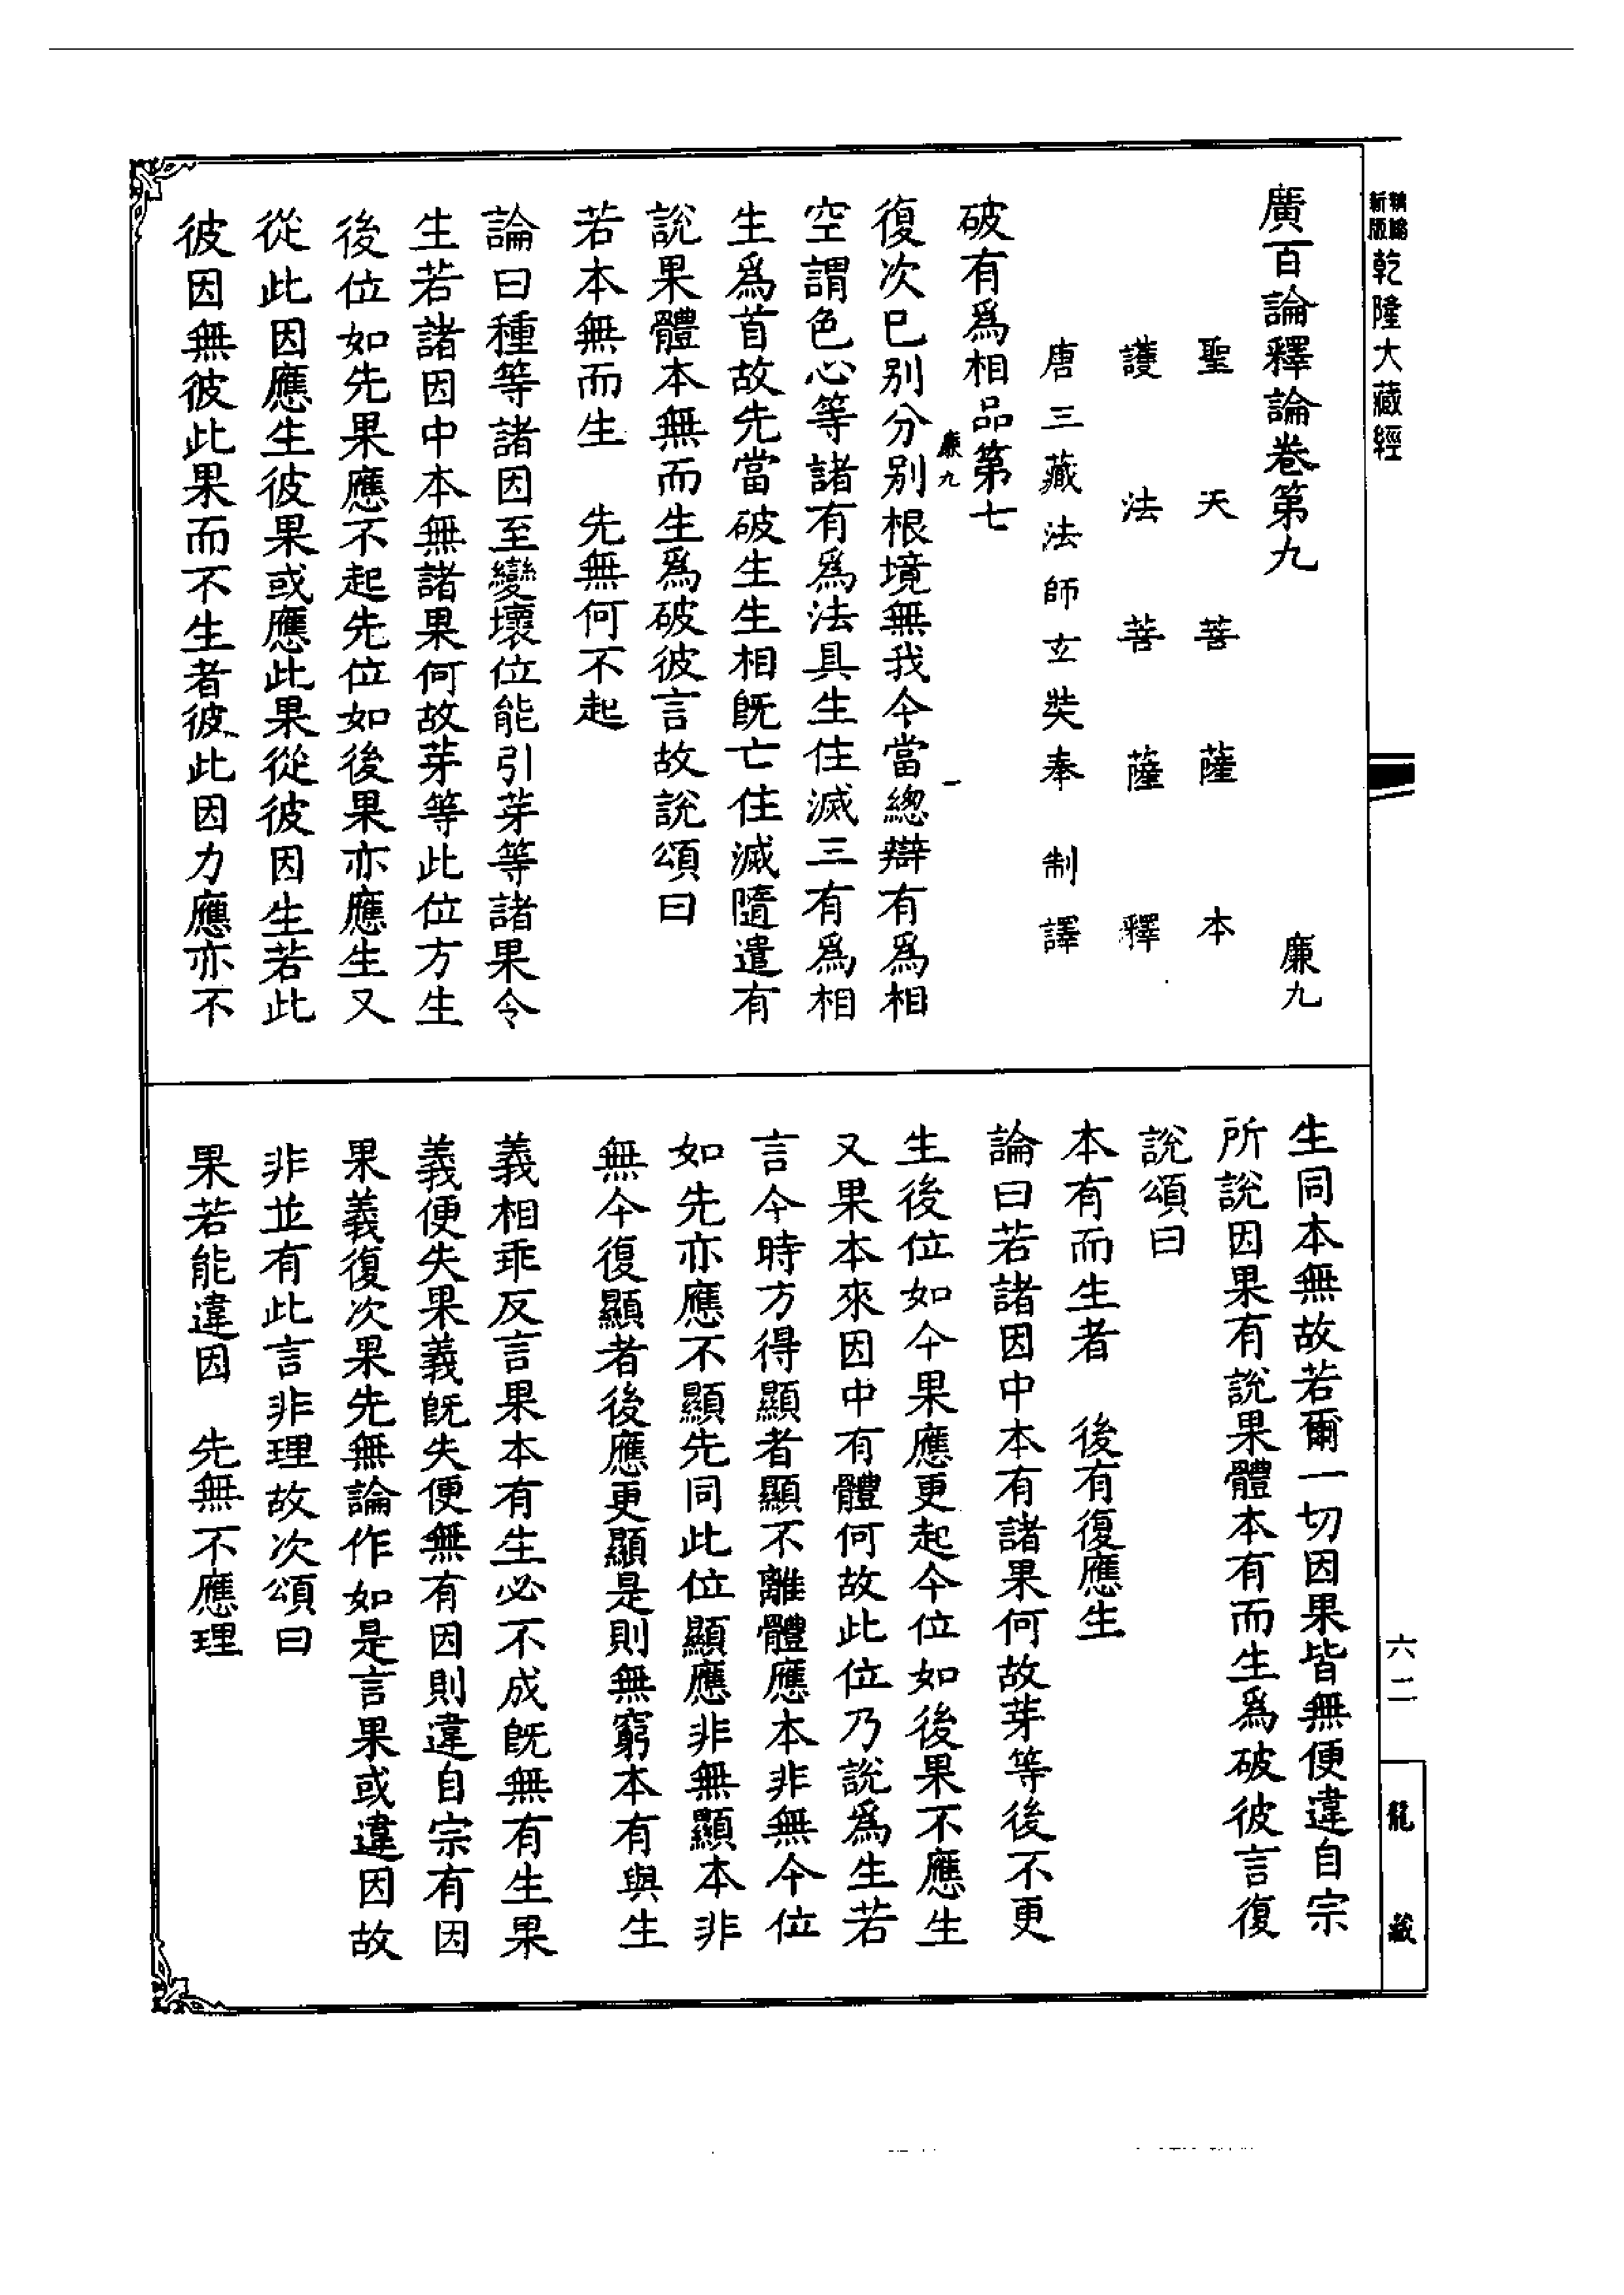 新版
乾隆大藏經
廣百論釋論卷第九
廉九
聖天菩薩本
護法菩薩釋
唐三藏法師玄奘奉制譯
破有爲相品第七
廉九
一
復次已別分別根境無我今當總辯有爲相
空謂色心等諸有爲法具生住滅三有爲相
生爲首故先當破生生相旣亡住滅隨遣有
說果體本無而生爲破彼言故說頌曰
若本無而生　先無何不起
論曰種等諸因至變壞位能引芽等諸果令
生若諸因中本無諸果何故芽等此位方生
後位如先果應不起先位如後果亦應生又
從此因應生彼果或應此果從彼因生若此
彼因無彼此果而不生者彼此因力應亦不
生同本無故若爾一切因果皆無便違自宗
所說因果有說果體本有而生爲破彼言復
說頌曰
本有而生者　後有復應生
論曰若諸因中本有諸果何故芽等後不更
生後位如今果應更起今位如後果不應生
又果本來因中有體何故此位乃說爲生若
言今時方得顯者顯不離體應本非無今位
如先亦應不顯先同此位顯應非無顯本非
無今復顯者後應更顯是則無窮本有與生
義相乖反言果本有生必不成旣無有生果
義便失果義旣失便無有因則違自宗有因
果義復次果先無論作如是言果或違因故
非並有此言非理故次頌曰
果若能違因　先無不應理
六二
龍藏